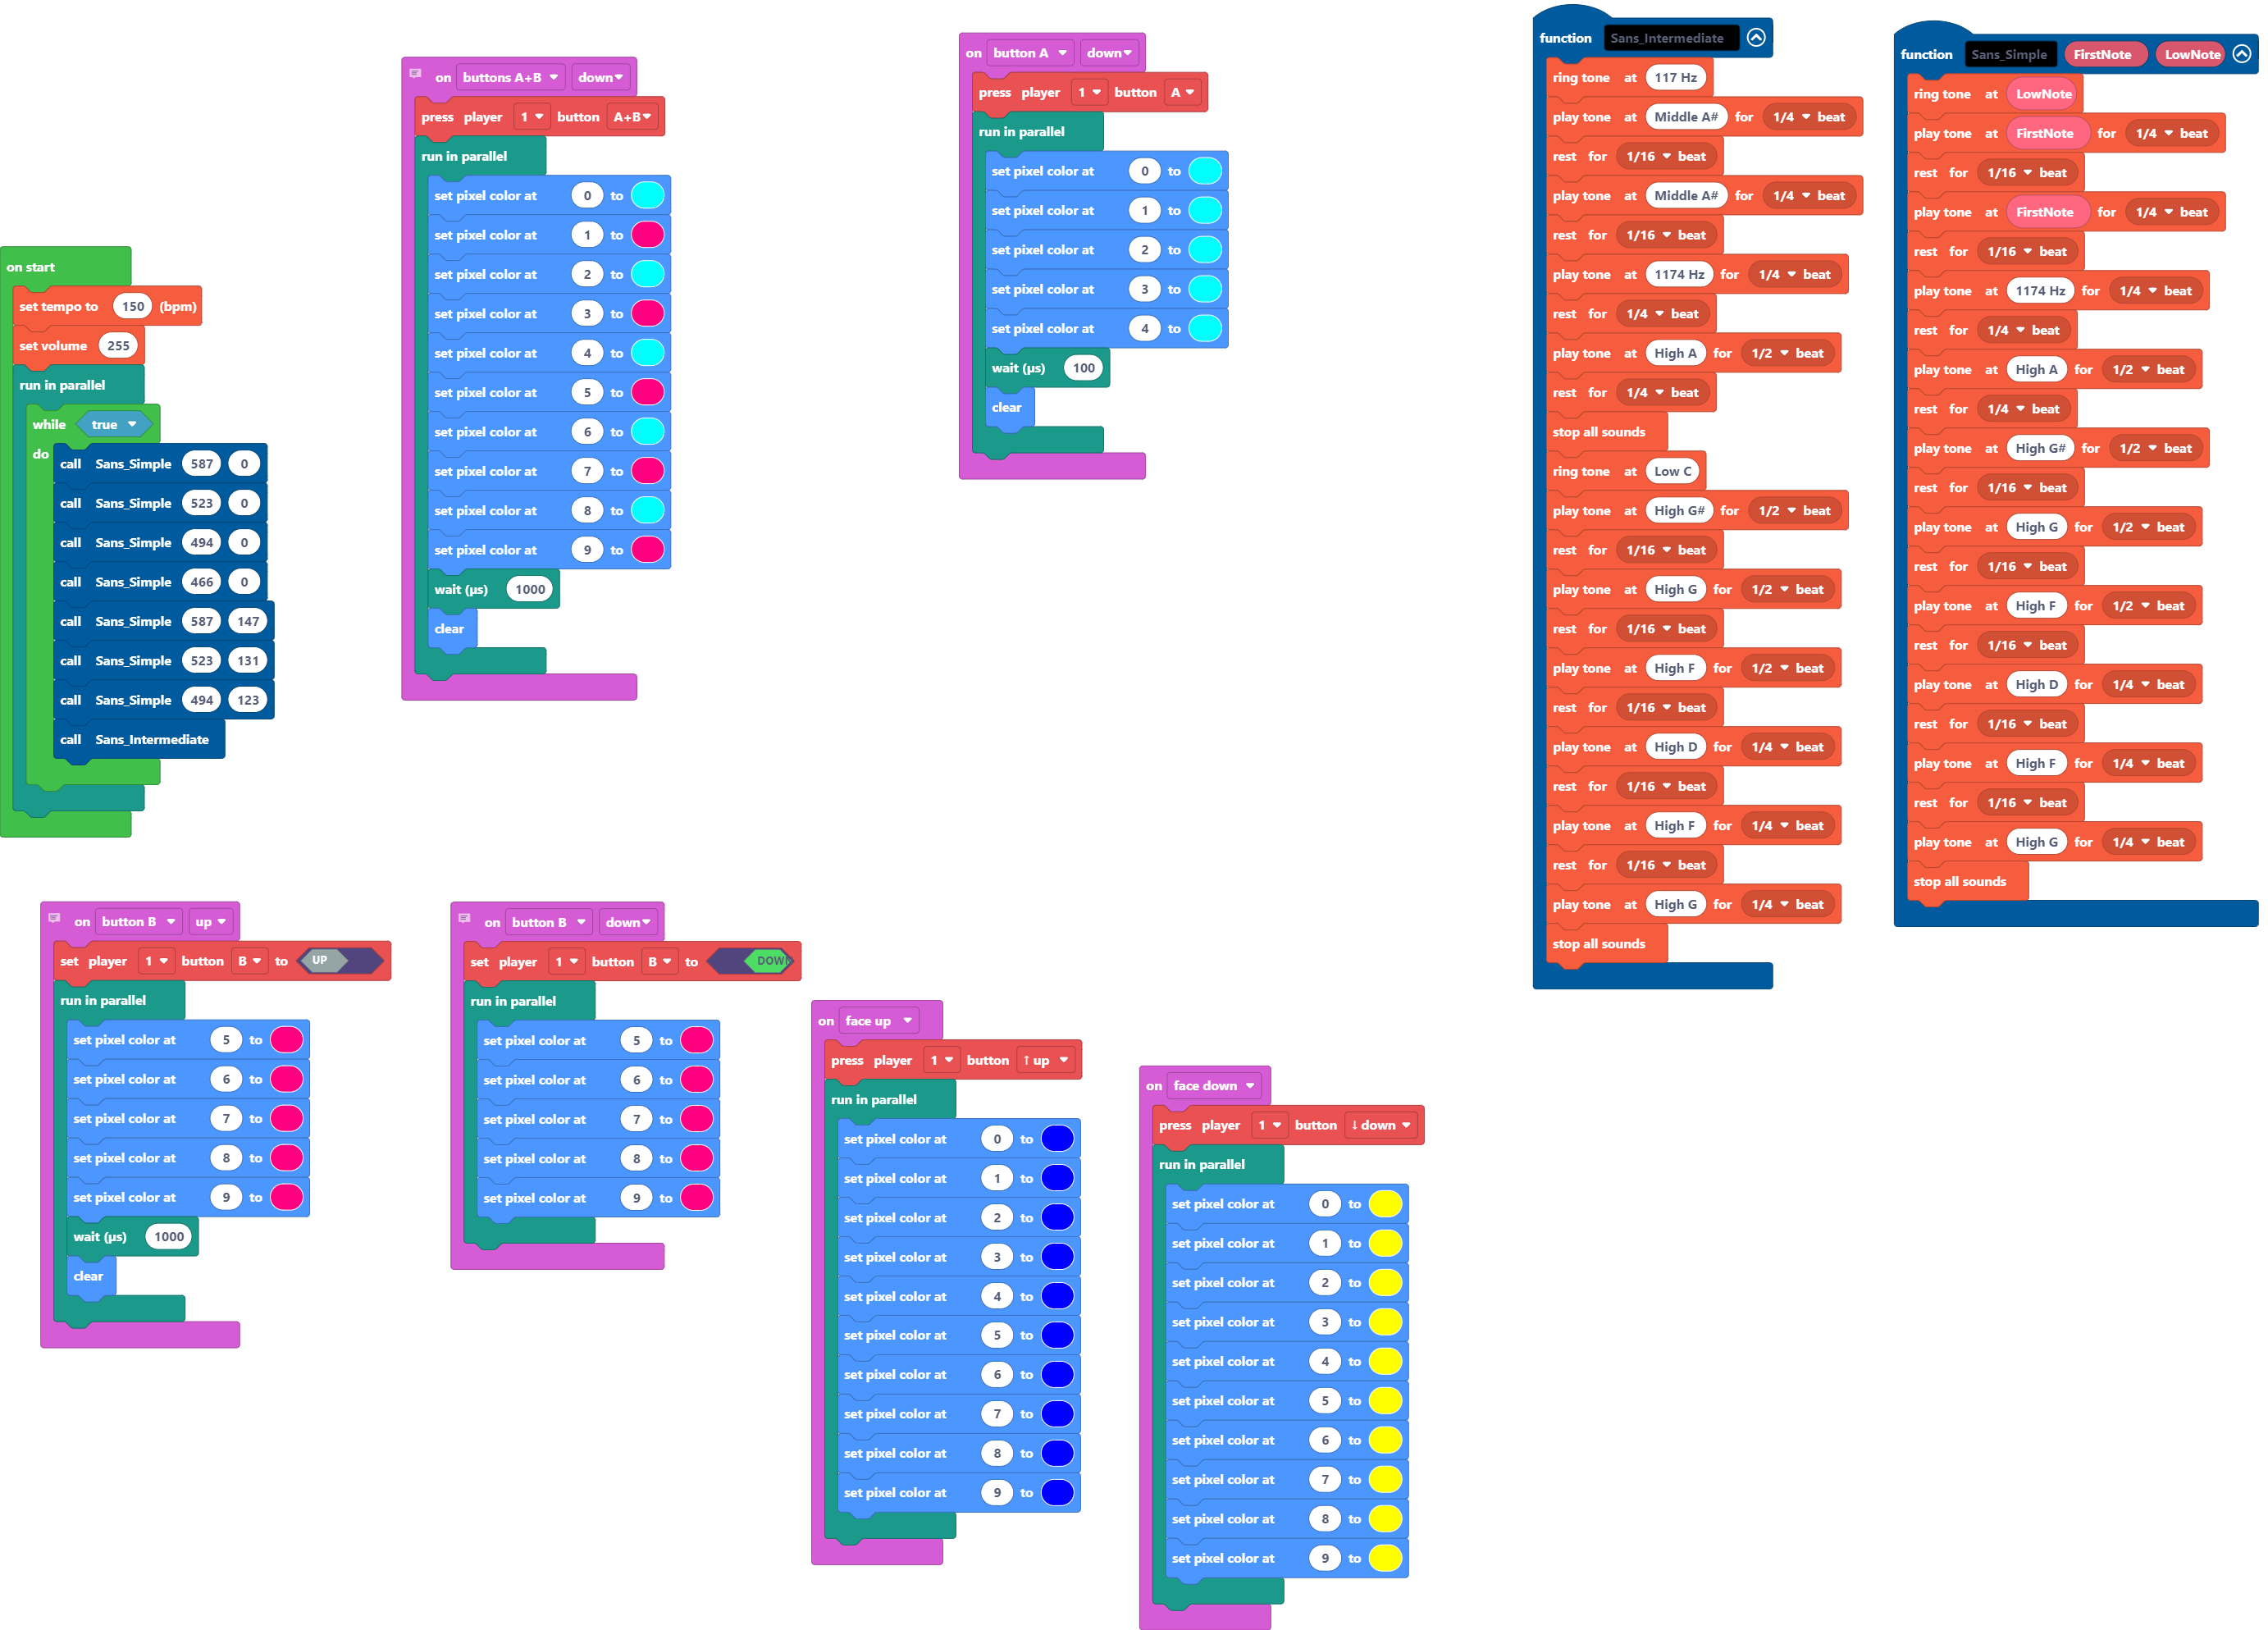 on start
set tempo to 150 (bpm)
set volume 255
run in parallel
while true
do
call Sans_Simple 587 0
call Sans_Simple 523 0
call Sans_Simple 494 0
call Sans_Simple 466 0
call Sans_Simple 587 147
call Sans_Simple 523 131
call Sans_Simple 494 123
call Sans_Intermediate
on buttons A+B down
press player 1 button A+B
run in parallel
set pixel color at 0 to
set pixel color at 1 to
set pixel color at 2 to
set pixel color at 3 to
set pixel color at 4 to
set pixel color at 5 to
set pixel color at 6 to
set pixel color at 7 to
set pixel color at 8 to
set pixel color at 9 to
wait (µs) 1000
clear
on button A down
press player 1 button A
run in parallel
set pixel color at 0 to
set pixel color at 1 to
set pixel color at 2 to
set pixel color at 3 to
set pixel color at 4 to
wait (µs) 100
clear
function Sans_Intermediate
ring tone at 117 Hz
play tone at Middle A# for 1/4 beat
rest for 1/16 beat
play tone at Middle A# for 1/4 beat
rest for 1/16 beat
play tone at 1174 Hz for 1/4 beat
rest for 1/4 beat
play tone at High A for 1/2 beat
rest for 1/4 beat
stop all sounds
ring tone at Low C
play tone at High G# for 1/2 beat
rest for 1/16 beat
play tone at High G for 1/2 beat
rest for 1/16 beat
play tone at High F for 1/2 beat
rest for 1/16 beat
play tone at High D for 1/4 beat
rest for 1/16 beat
play tone at High F for 1/4 beat
rest for 1/16 beat
play tone at High G for 1/4 beat
stop all sounds
function Sans_Simple FirstNote LowNote
ring tone at LowNote
play tone at FirstNote for 1/4 beat
rest for 1/16 beat
play tone at FirstNote for 1/4 beat
rest for 1/16 beat
play tone at 1174 Hz for 1/4 beat
rest for 1/4 beat
play tone at High A for 1/2 beat
rest for 1/4 beat
play tone at High G# for 1/2 beat
rest for 1/16 beat
play tone at High G for 1/2 beat
rest for 1/16 beat
play tone at High F for 1/2 beat
rest for 1/16 beat
play tone at High D for 1/4 beat
rest for 1/16 beat
play tone at High F for 1/4 beat
rest for 1/16 beat
play tone at High G for 1/4 beat
stop all sounds
on button B up
set player 1 button B to UP
run in parallel
set pixel color at 5 to
set pixel color at 6 to
set pixel color at 7 to
set pixel color at 8 to
set pixel color at 9 to
wait (µs) 1000
clear
on button B down
set player 1 button B to DOWN
run in parallel
set pixel color at 5 to
set pixel color at 6 to
set pixel color at 7 to
set pixel color at 8 to
set pixel color at 9 to
on face up
press player 1 button ↑ up
run in parallel
set pixel color at 0 to
set pixel color at 1 to
set pixel color at 2 to
set pixel color at 3 to
set pixel color at 4 to
set pixel color at 5 to
set pixel color at 6 to
set pixel color at 7 to
set pixel color at 8 to
set pixel color at 9 to
on face down
press player 1 button ↓ down
run in parallel
set pixel color at 0 to
set pixel color at 1 to
set pixel color at 2 to
set pixel color at 3 to
set pixel color at 4 to
set pixel color at 5 to
set pixel color at 6 to
set pixel color at 7 to
set pixel color at 8 to
set pixel color at 9 to